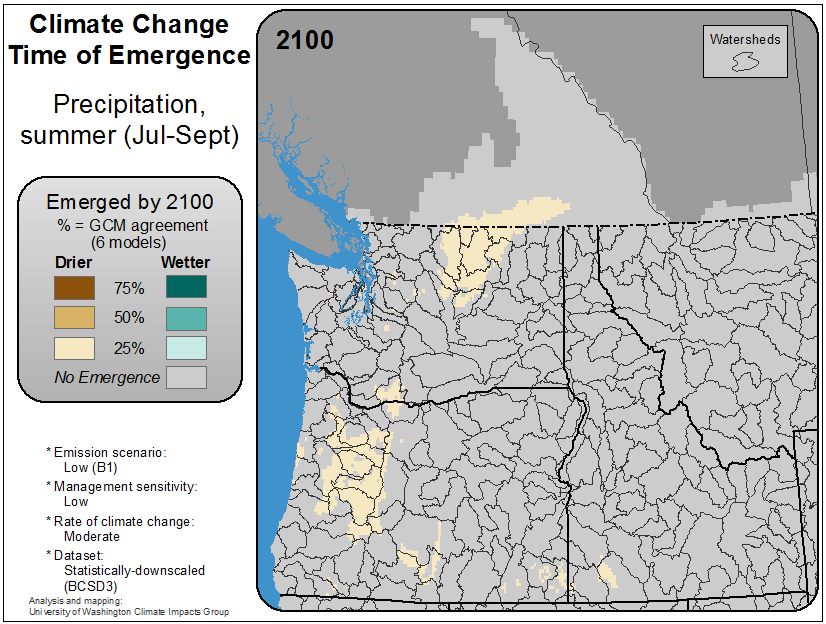 Climate Change
Time of Emergence
Precipitation,
summer (Jul-Sept)
Emerged by 2100
% = GCM agreement
(6 models)
Drier Wetter
75%
50%
25%
No Emergence
* Emission scenario:
Low (B1)
* Management sensitivity:
Low
* Rate of climate change:
Moderate
* Dataset:
Statistically-downscaled
(BCSD3)
Analysis and mapping:
University of Washington Climate Impacts Group
2100
Watersheds